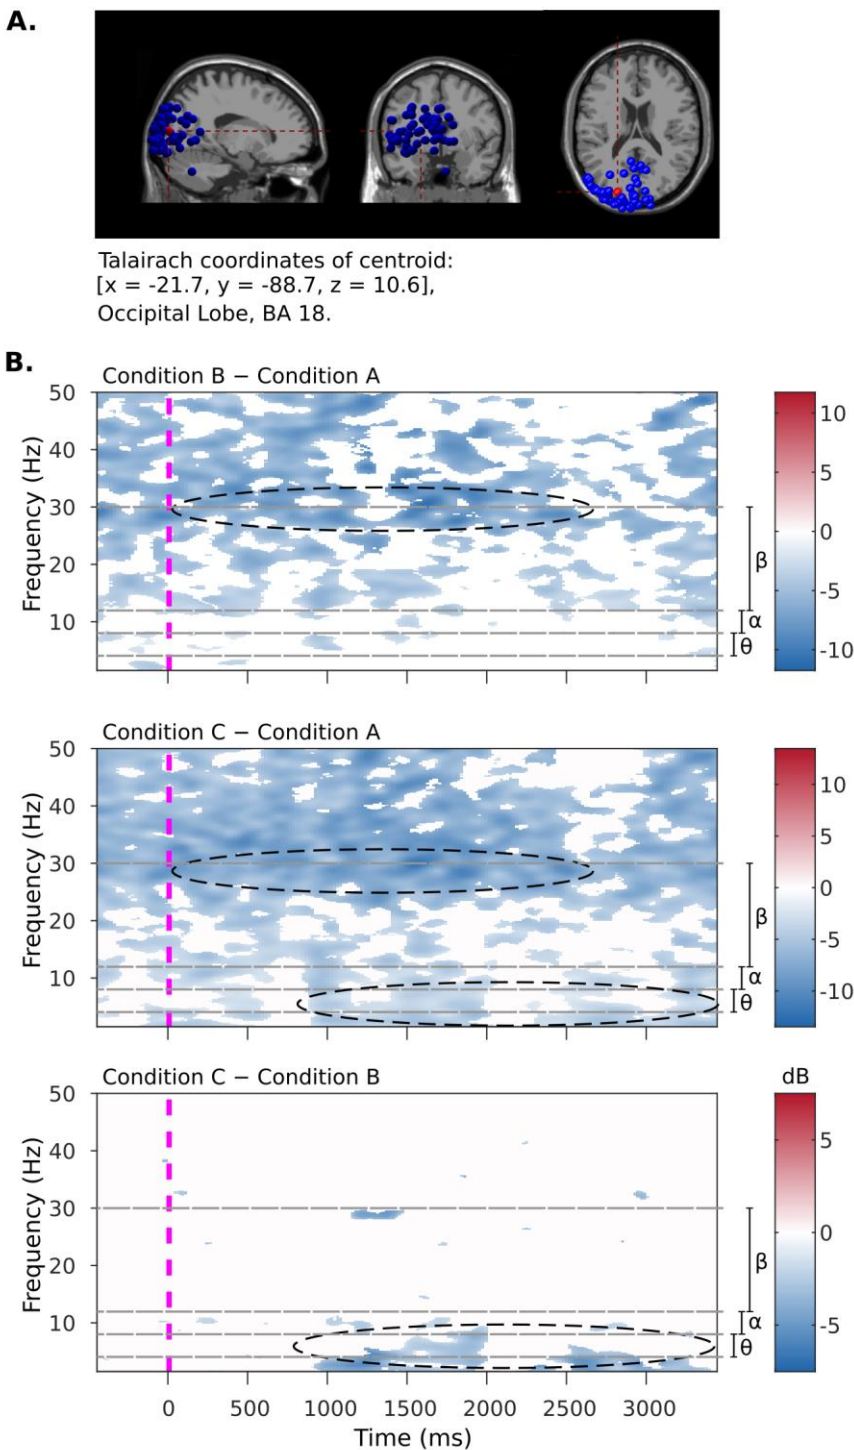 A.
Talairach coordinates of centroid:
[x = -21.7, y = -88.7, z = 10.6],
Occipital Lobe, BA 18.
B.
Condition B − Condition A
Frequency (Hz)
50
40
30
20
10
β
α
θ
10
5
0
-5
-10
Condition C − Condition A
Frequency (Hz)
50
40
30
20
10
β
α
θ
10
5
0
-5
-10
Condition C − Condition B
dB
Frequency (Hz)
50
40
30
20
10
β
α
θ
5
0
-5
0 500 1000 1500 2000 2500 3000
Time (ms)